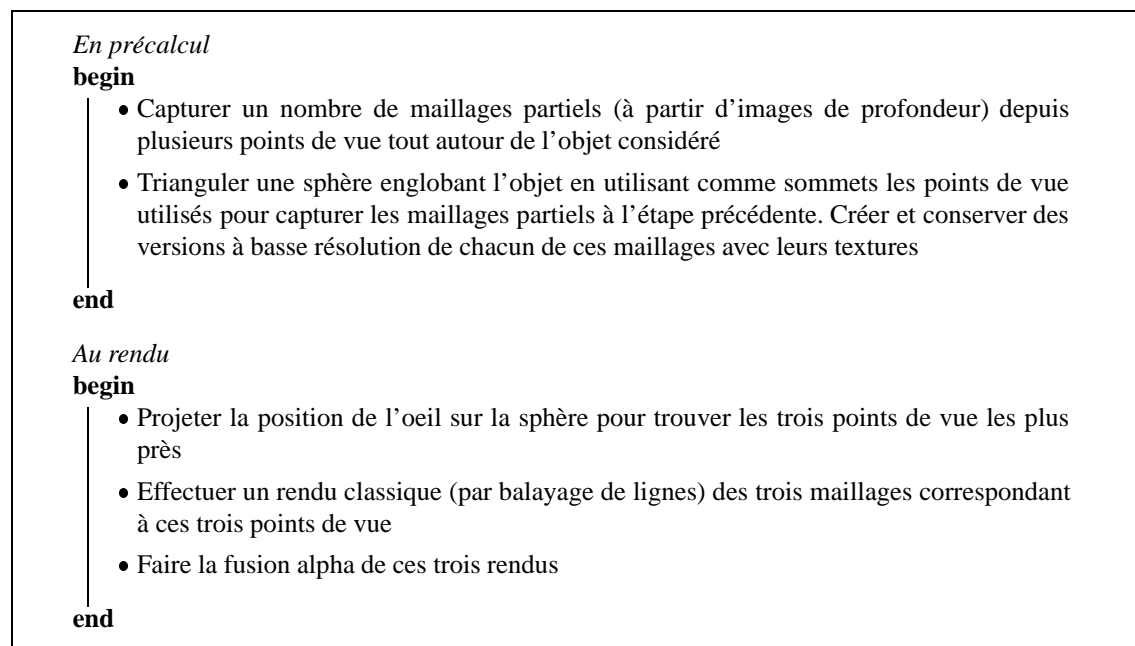 En précalcul
begin
• Capturer un nombre de maillages partiels (à partir d'images de profondeur) depuis
plusieurs points de vue tout autour de l'objet considéré
• Trianguler une sphère englobant l'objet en utilisant comme sommets les points de vue
utilisés pour capturer les maillages partiels à l'étape précédente. Créer et conserver des
versions à basse résolution de chacun de ces maillages avec leurs textures
end
Au rendu
begin
• Projeter la position de l'oeil sur la sphère pour trouver les trois points de vue les plus
près
• Effectuer un rendu classique (par balayage de lignes) des trois maillages correspondant
à ces trois points de vue
• Faire la fusion alpha de ces trois rendus
end